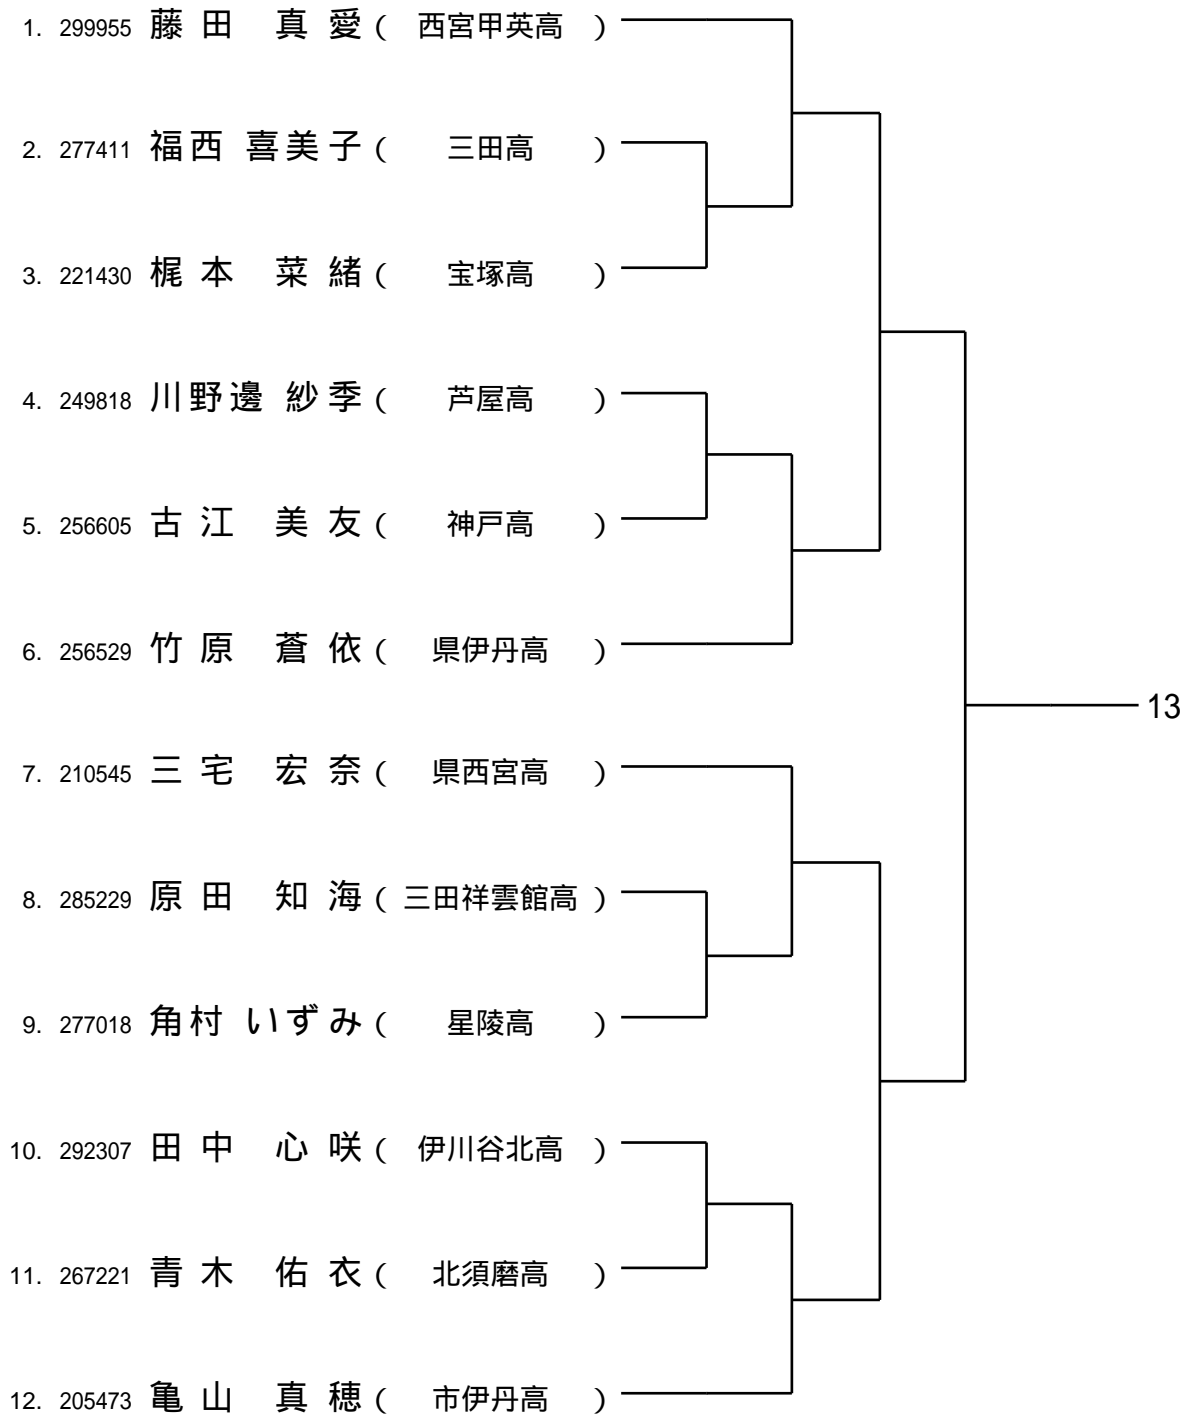 1. 299955 藤田 真愛 ( 西宮甲英高 )
2. 277411 福西 喜美子 ( 三田高 )
3. 221430 梶本 菜緒 ( 宝塚高 )
4. 249818 川野邊 紗季 ( 芦屋高 )
5. 256605 古江 美友 ( 神戸高 )
6. 256529 竹原 蒼依 ( 県伊丹高 )
13
7. 210545 三宅 宏奈 ( 県西宮高 )
8. 285229 原田 知海 ( 三田祥雲館高 )
9. 277018 角村 いずみ ( 星陵高 )
10. 292307 田中 心咲 ( 伊川谷北高 )
11. 267221 青木 佑衣 ( 北須磨高 )
12. 205473 亀山 真穂 ( 市伊丹高 )